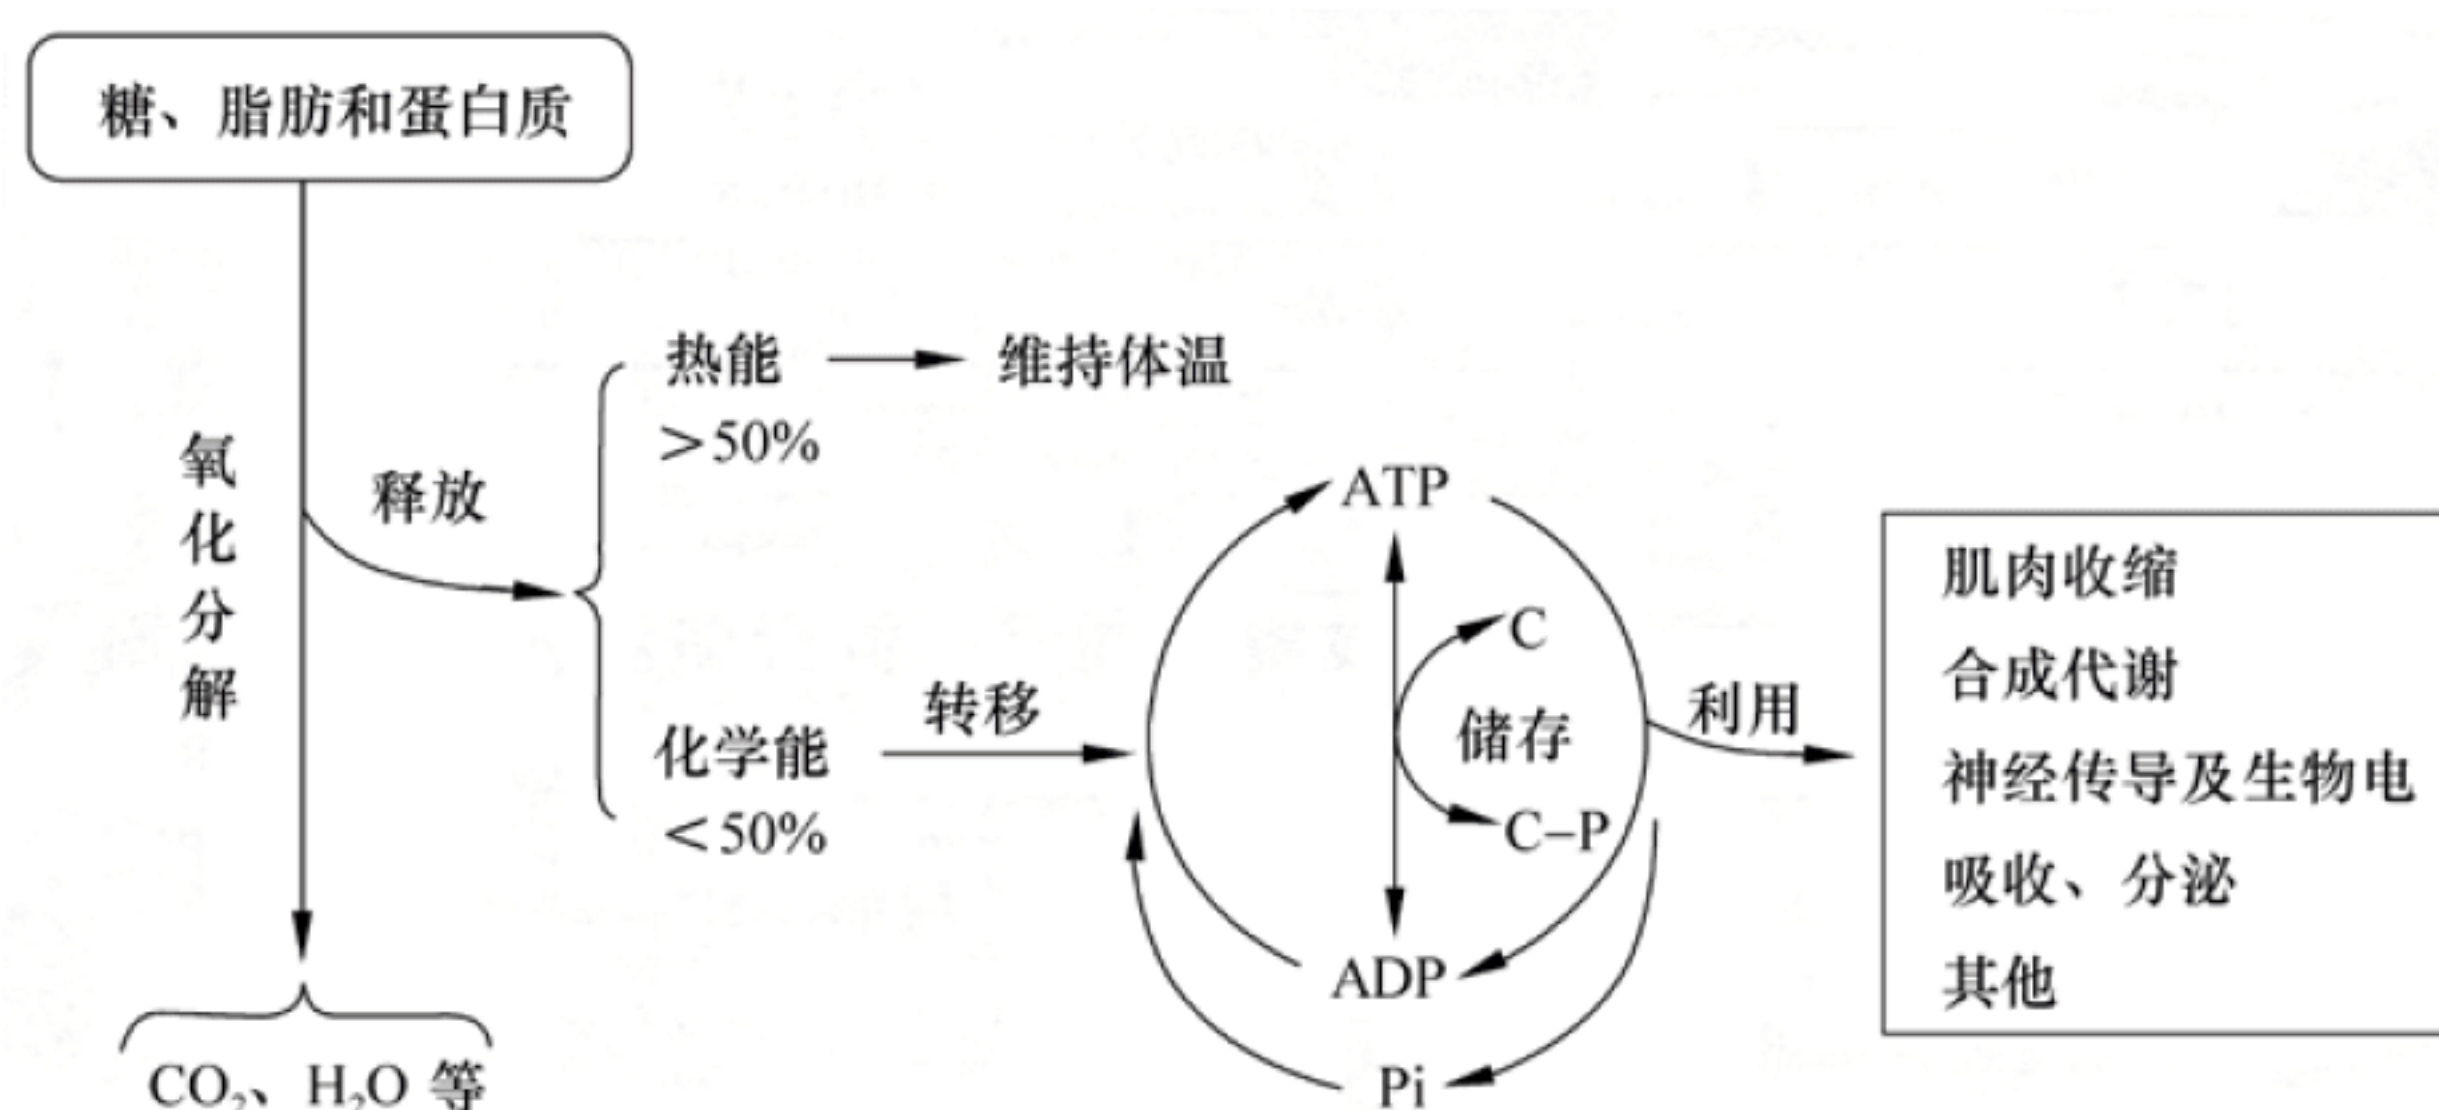 糖、脂肪和蛋白质
氧化分解
释放
热能
>50%
维持体温
化学能
<50%
转移
ATP
C
储存
C–P
ADP
Pi
利用
肌肉收缩
合成代谢
神经传导及生物电
吸收、分泌
其他
CO₂、H₂O 等